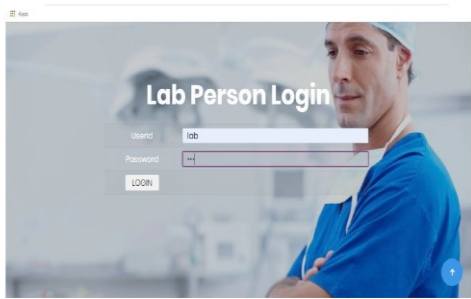 Apps
Lab Person Login
UserId lab
Password •••
LOGIN